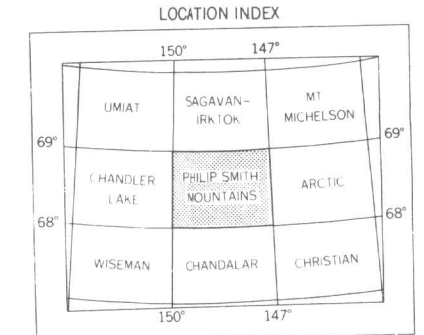 LOCATION INDEX
150° 147°
UMIAT
SAGAVAN-
IRKTOK
MT
MICHELSON
69° 69°
CHANDLER
LAKE
PHILIP SMITH
MOUNTAINS
ARCTIC
68° 68°
WISEMAN
CHANDALAR
CHRISTIAN
150° 147°